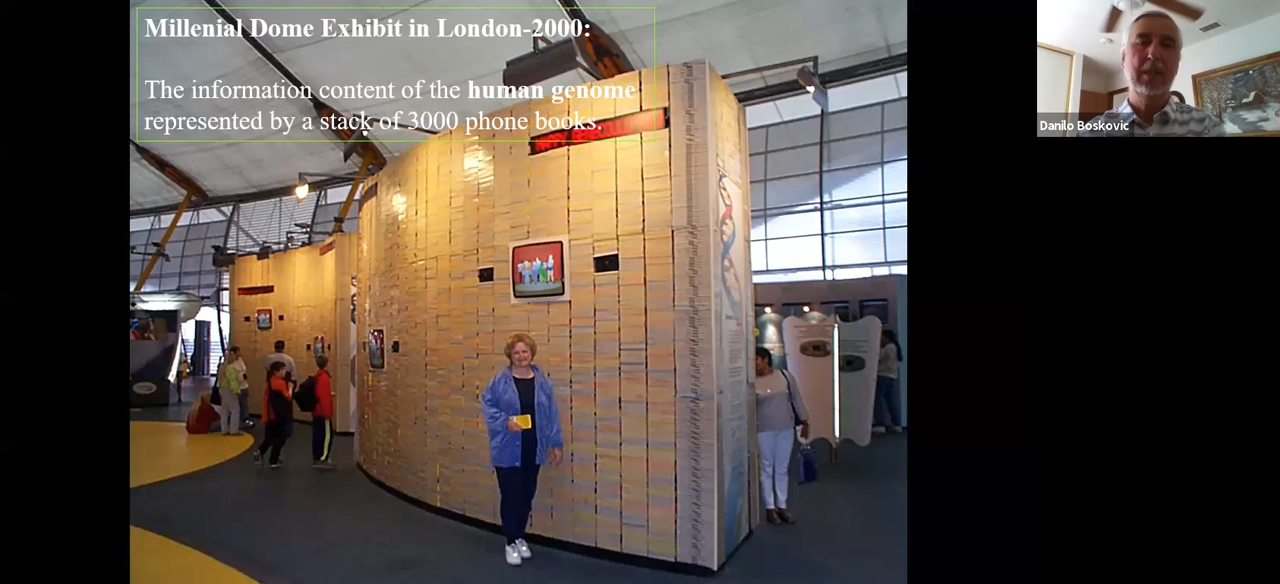 Millenial Dome Exhibit in London-2000:
The information content of the human genome
represented by a stack of 3000 phone books.
Danilo Boskovic